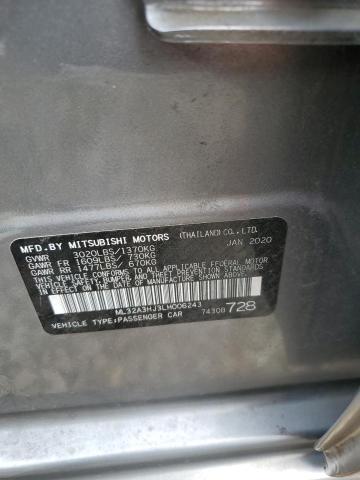 MFD.BY MITSUBISHI MOTORS (THAILAND)CO.,LTD.
GVWR 3020LBS/1370KG JAN 2020
GAWR FR 1609LBS/ 730KG
GAWR RR 1477LBS/ 670KG
THIS VEHICLE CONFORMS TO ALL APPLICABLE FEDERAL MOTOR
VEHICLE SAFETY, BUMPER, AND THEFT PREVENTION
STANDARDS IN EFFECT ON THE DATE OF MANUFACTURE
SHOWN ABOVE.
ML32A3HJ3LH006243
VEHICLE TYPE:PASSENGER CAR 74308 728